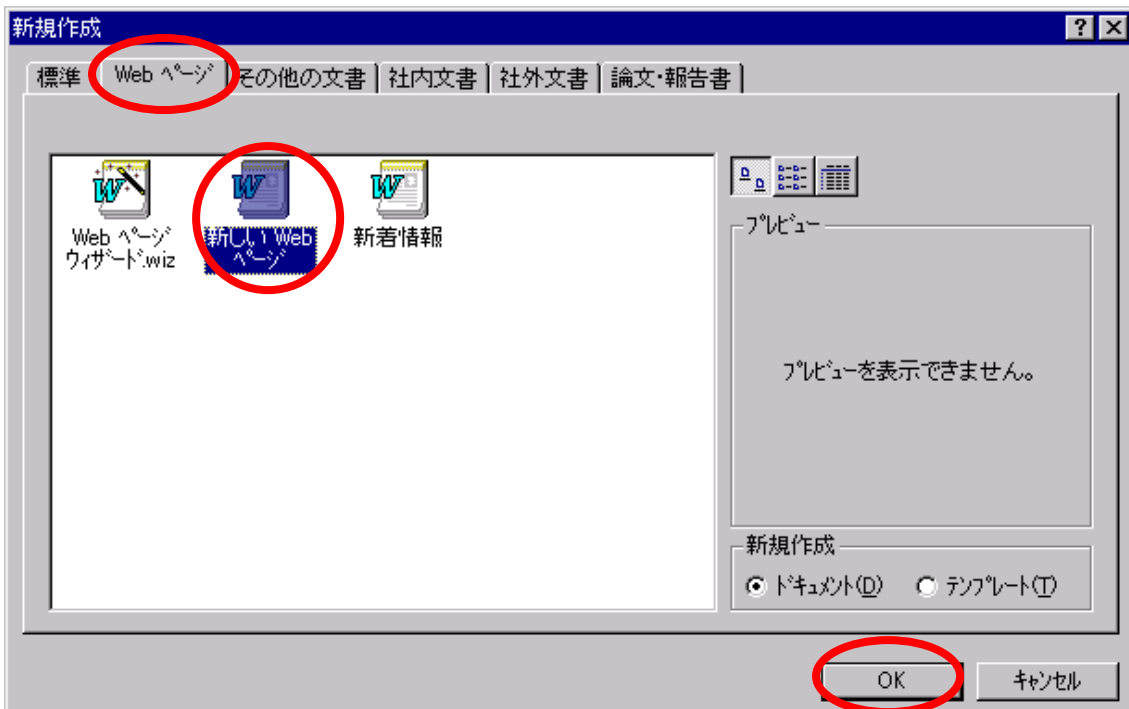 新規作成
標準
Web ページ
その他の文書
社内文書
社外文書
論文・報告書
Web ページ
ウィザード.wiz
新しい Web
ページ
新着情報
プレビュー
プレビューを表示できません。
新規作成
ドキュメント(D)
テンプレート(T)
OK
キャンセル